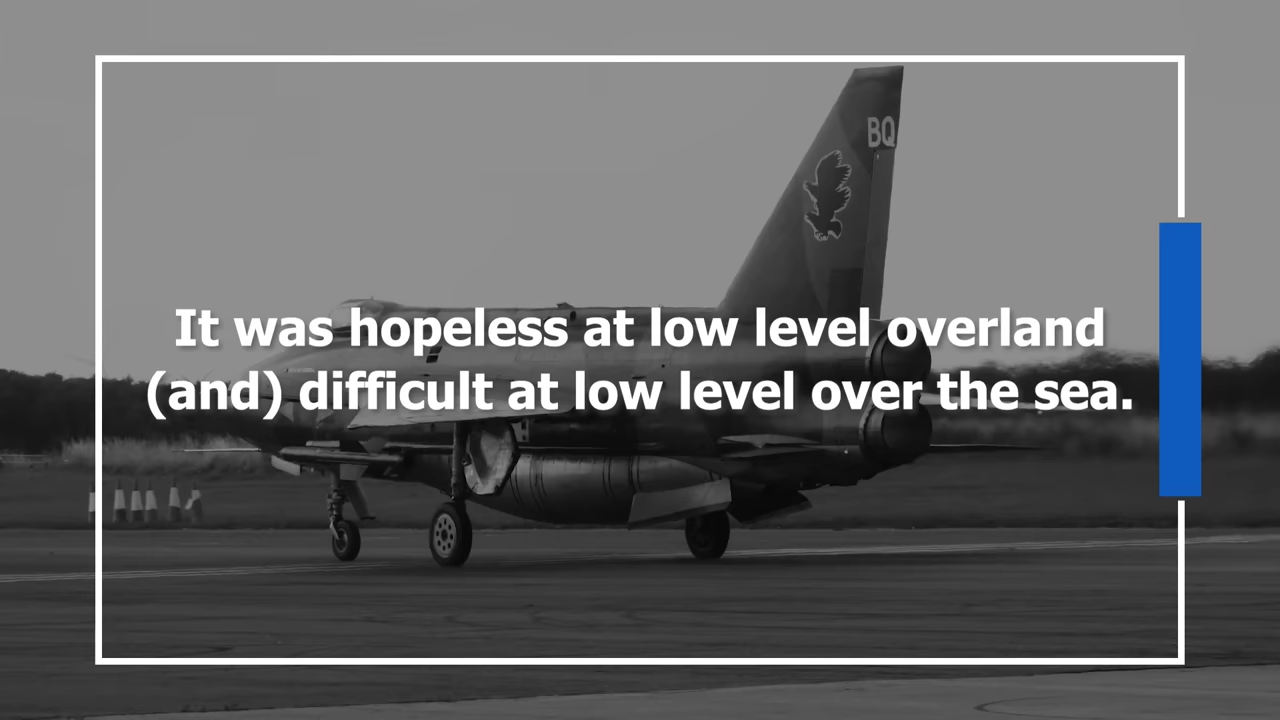 BQ
It was hopeless at low level overland
(and) difficult at low level over the sea.